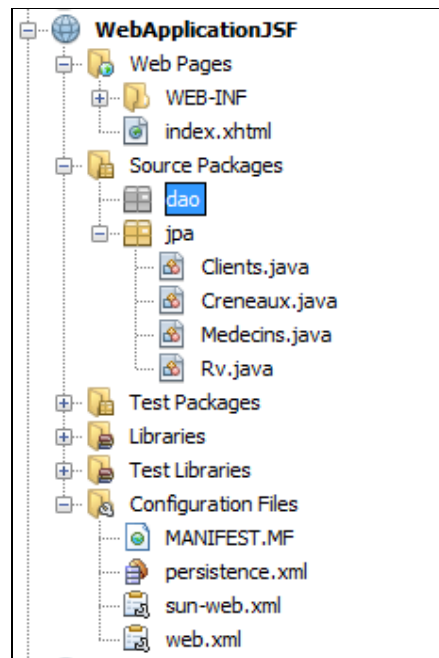 WebApplicationJSF
Web Pages
WEB-INF
index.xhtml
Source Packages
dao
jpa
Clients.java
Creneaux.java
Medecins.java
Rv.java
Test Packages
Libraries
Test Libraries
Configuration Files
MANIFEST.MF
persistence.xml
sun-web.xml
web.xml